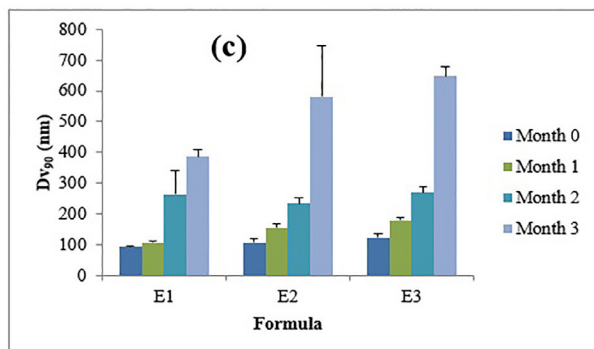 (c)
Dv90 (nm)
800
700
600
500
400
300
200
100
0
E1 E2 E3
Formula
Month 0
Month 1
Month 2
Month 3